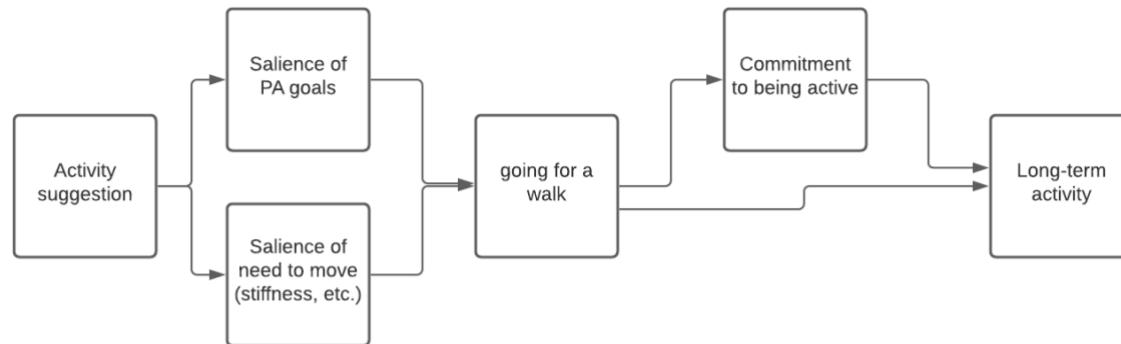 Activity
suggestion
Salience of
PA goals
Salience of
need to move
(stiffness, etc.)
going for a
walk
Commitment
to being active
Long-term
activity